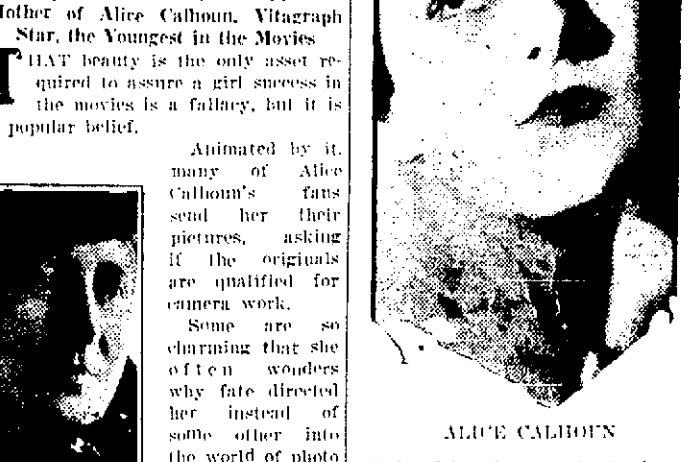 Mother of Alice Calhoun, Vitagraph
Star, the Youngest in the Movies
THAT beauty is the only asset re-
quired to assure a girl success in
the movies is a fallacy, but it is
popular belief.
Animated by it,
many of Alice
Calhoun's fans
send her their
pictures, asking
if the originals
are qualified for
camera work.
Some are so
charming that she
often wonders
why fate directed
her instead of
some other into
the world of photo
ALICE CALHOUN